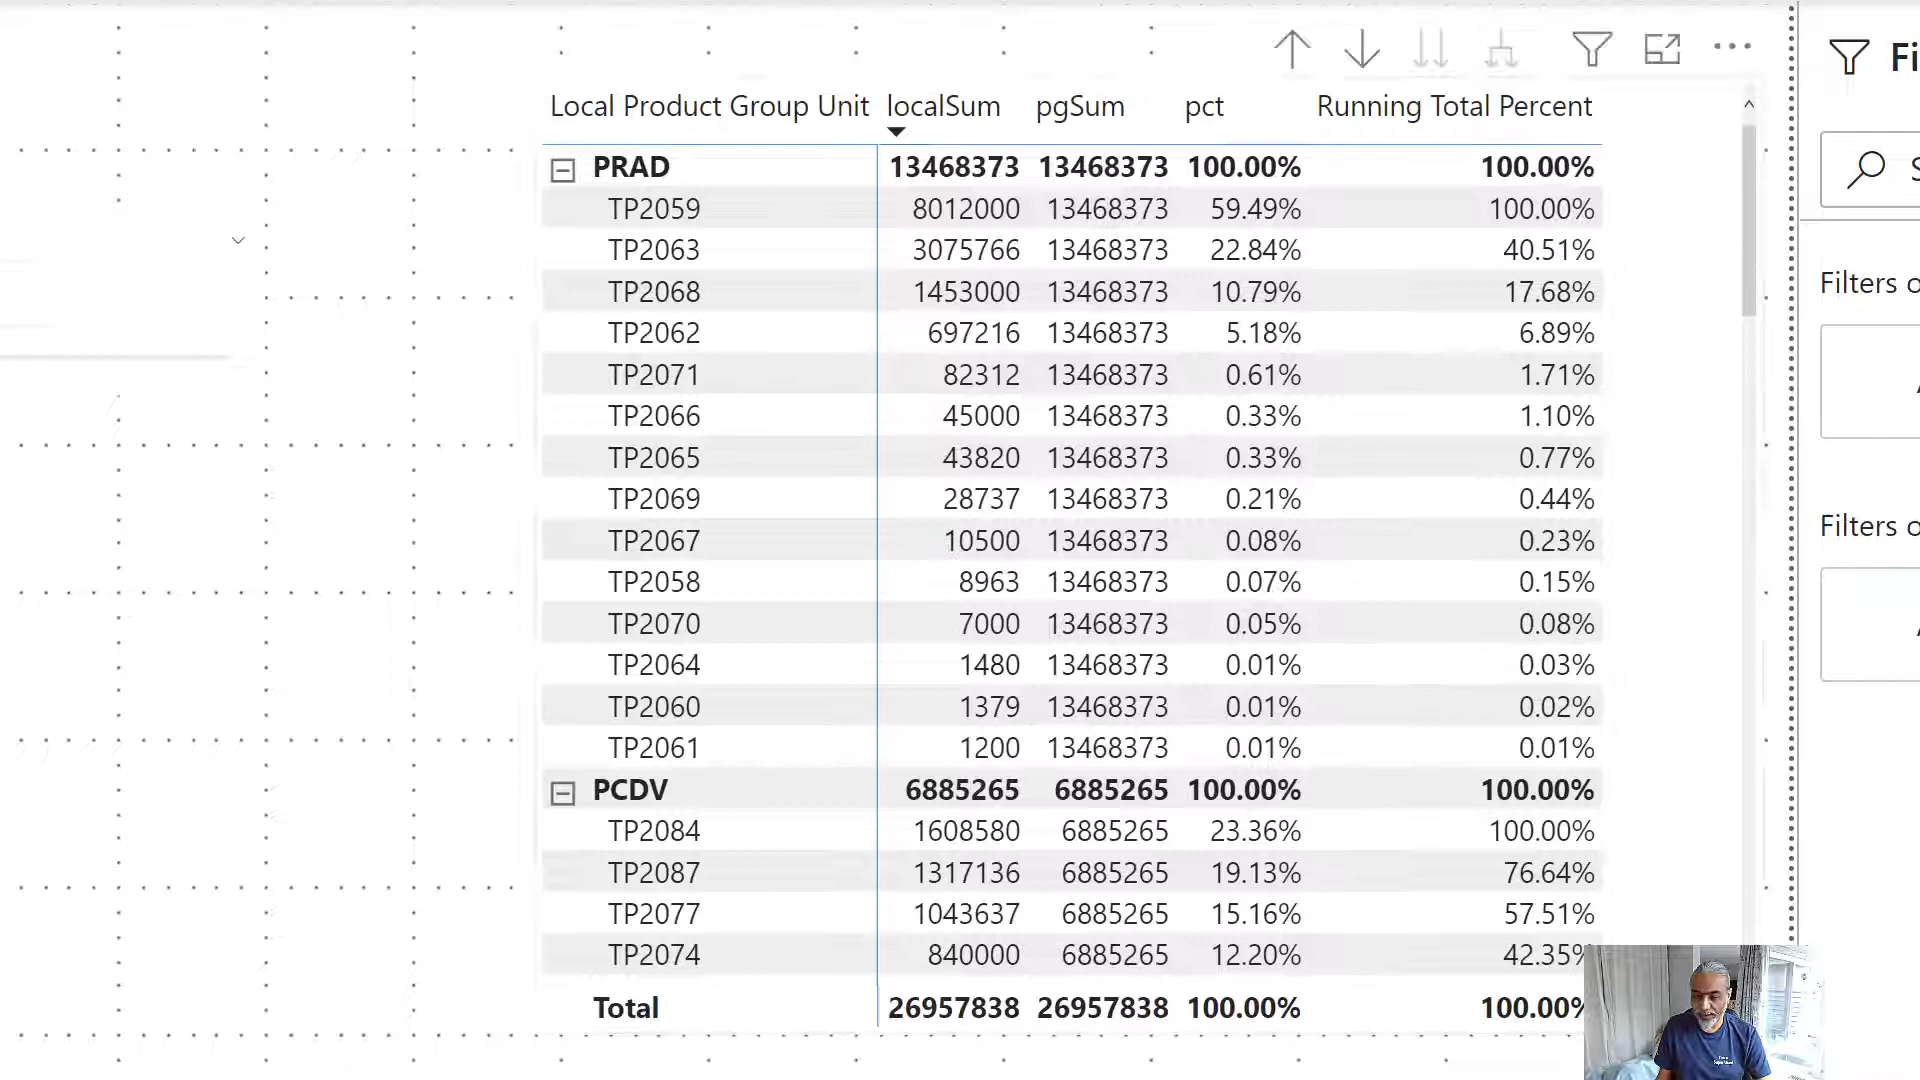 Fi
Local Product Group Unit localSum pgSum pct Running Total Percent
PRAD 13468373 13468373 100.00% 100.00%
TP2059 8012000 13468373 59.49% 100.00%
TP2063 3075766 13468373 22.84% 40.51%
TP2068 1453000 13468373 10.79% 17.68%
TP2062 697216 13468373 5.18% 6.89%
TP2071 82312 13468373 0.61% 1.71%
TP2066 45000 13468373 0.33% 1.10%
TP2065 43820 13468373 0.33% 0.77%
TP2069 28737 13468373 0.21% 0.44%
TP2067 10500 13468373 0.08% 0.23%
TP2058 8963 13468373 0.07% 0.15%
TP2070 7000 13468373 0.05% 0.08%
TP2064 1480 13468373 0.01% 0.03%
TP2060 1379 13468373 0.01% 0.02%
TP2061 1200 13468373 0.01% 0.01%
PCDV 6885265 6885265 100.00% 100.00%
TP2084 1608580 6885265 23.36% 100.00%
TP2087 1317136 6885265 19.13% 76.64%
TP2077 1043637 6885265 15.16% 57.51%
TP2074 840000 6885265 12.20% 42.35%
Total 26957838 26957838 100.00% 100.00%
Filters o
Filters o